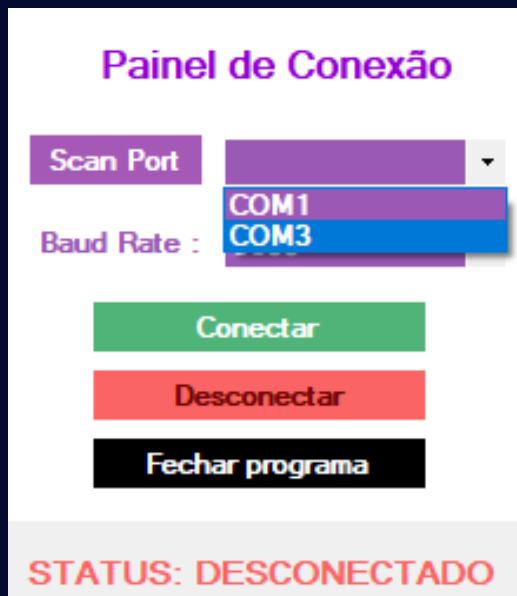 Painel de Conexão
Scan Port
COM1
COM3
Baud Rate :
Conectar
Desconectar
Fechar programa
STATUS: DESCONECTADO